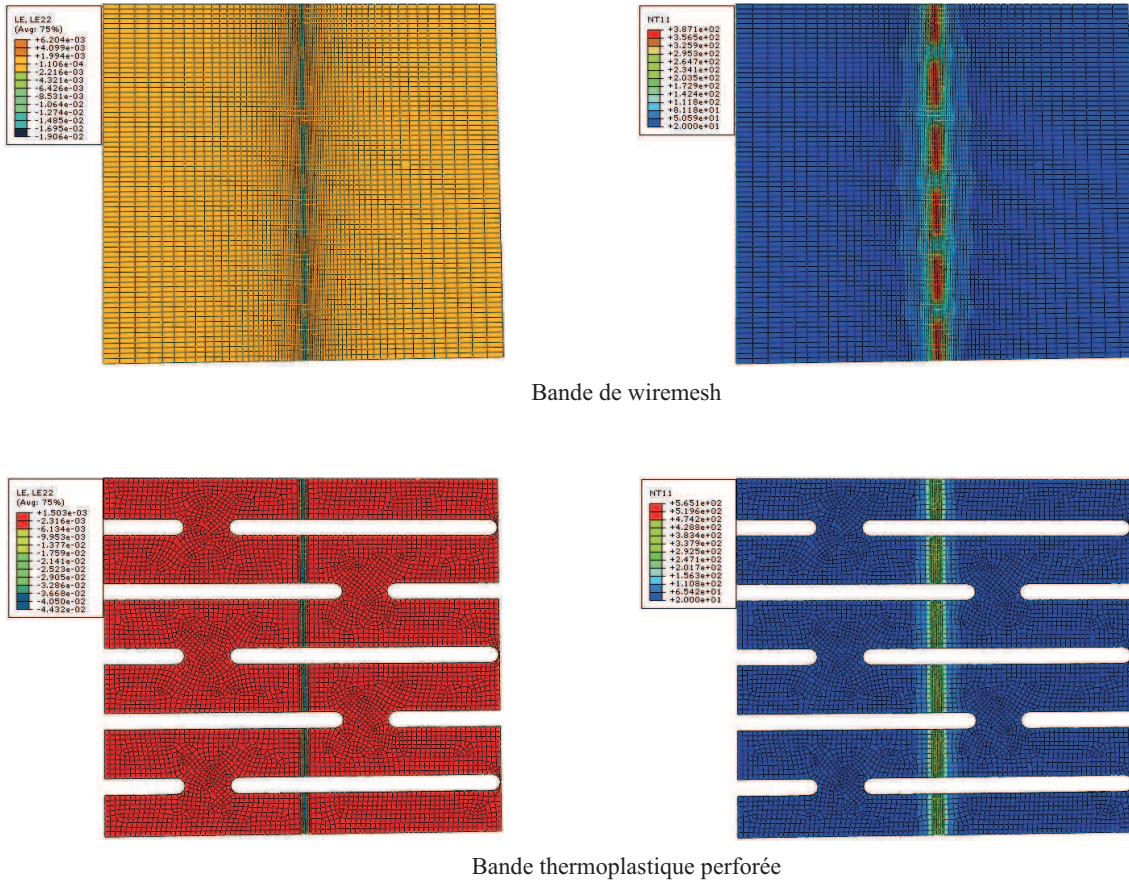 LE, LE22
(Avg: 75%)
+6.204e-03
+4.099e-03
+1.994e-03
-1.106e-04
-2.216e-03
-4.321e-03
-6.426e-03
-8.531e-03
-1.064e-02
-1.274e-02
-1.485e-02
-1.695e-02
-1.906e-02
NT11
+3.871e+02
+3.565e+02
+3.259e+02
+2.953e+02
+2.647e+02
+2.341e+02
+2.035e+02
+1.729e+02
+1.424e+02
+1.118e+02
+8.118e+01
+5.059e+01
+2.000e+01
Bande de wiremesh
LE, LE22
(Avg: 75%)
+1.503e-03
-2.316e-03
-6.134e-03
-9.953e-03
-1.377e-02
-1.759e-02
-2.141e-02
-2.523e-02
-2.905e-02
-3.286e-02
-3.668e-02
-4.050e-02
-4.432e-02
NT11
+5.651e+02
+5.196e+02
+4.742e+02
+4.288e+02
+3.834e+02
+3.379e+02
+2.925e+02
+2.471e+02
+2.017e+02
+1.563e+02
+1.108e+02
+6.542e+01
+2.000e+01
Bande thermoplastique perforée